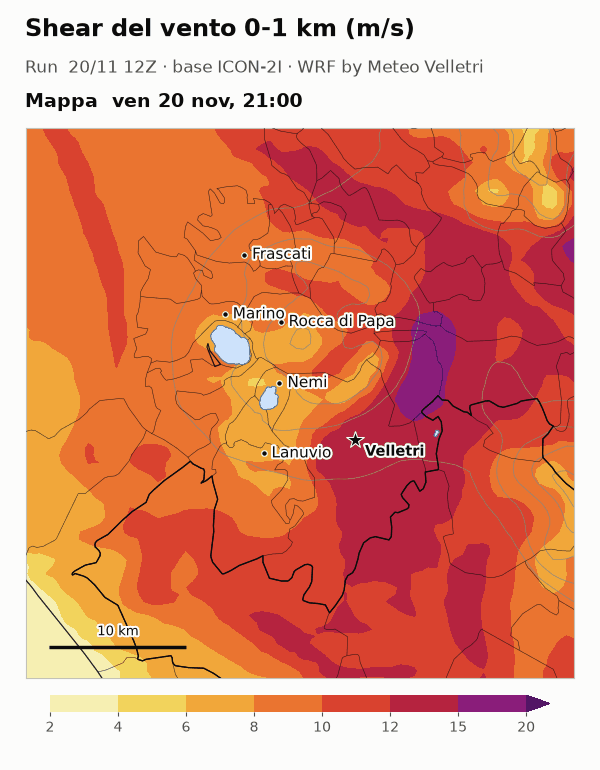 Shear del vento 0-1 km (m/s)
Run  20/11 12Z · base ICON-2I · WRF by Meteo Velletri
Mappa  ven 20 nov, 21:00
Frascati
Marino
Rocca di Papa
Nemi
Velletri
Lanuvio
10 km
2 4 6 8 10 12 15 20